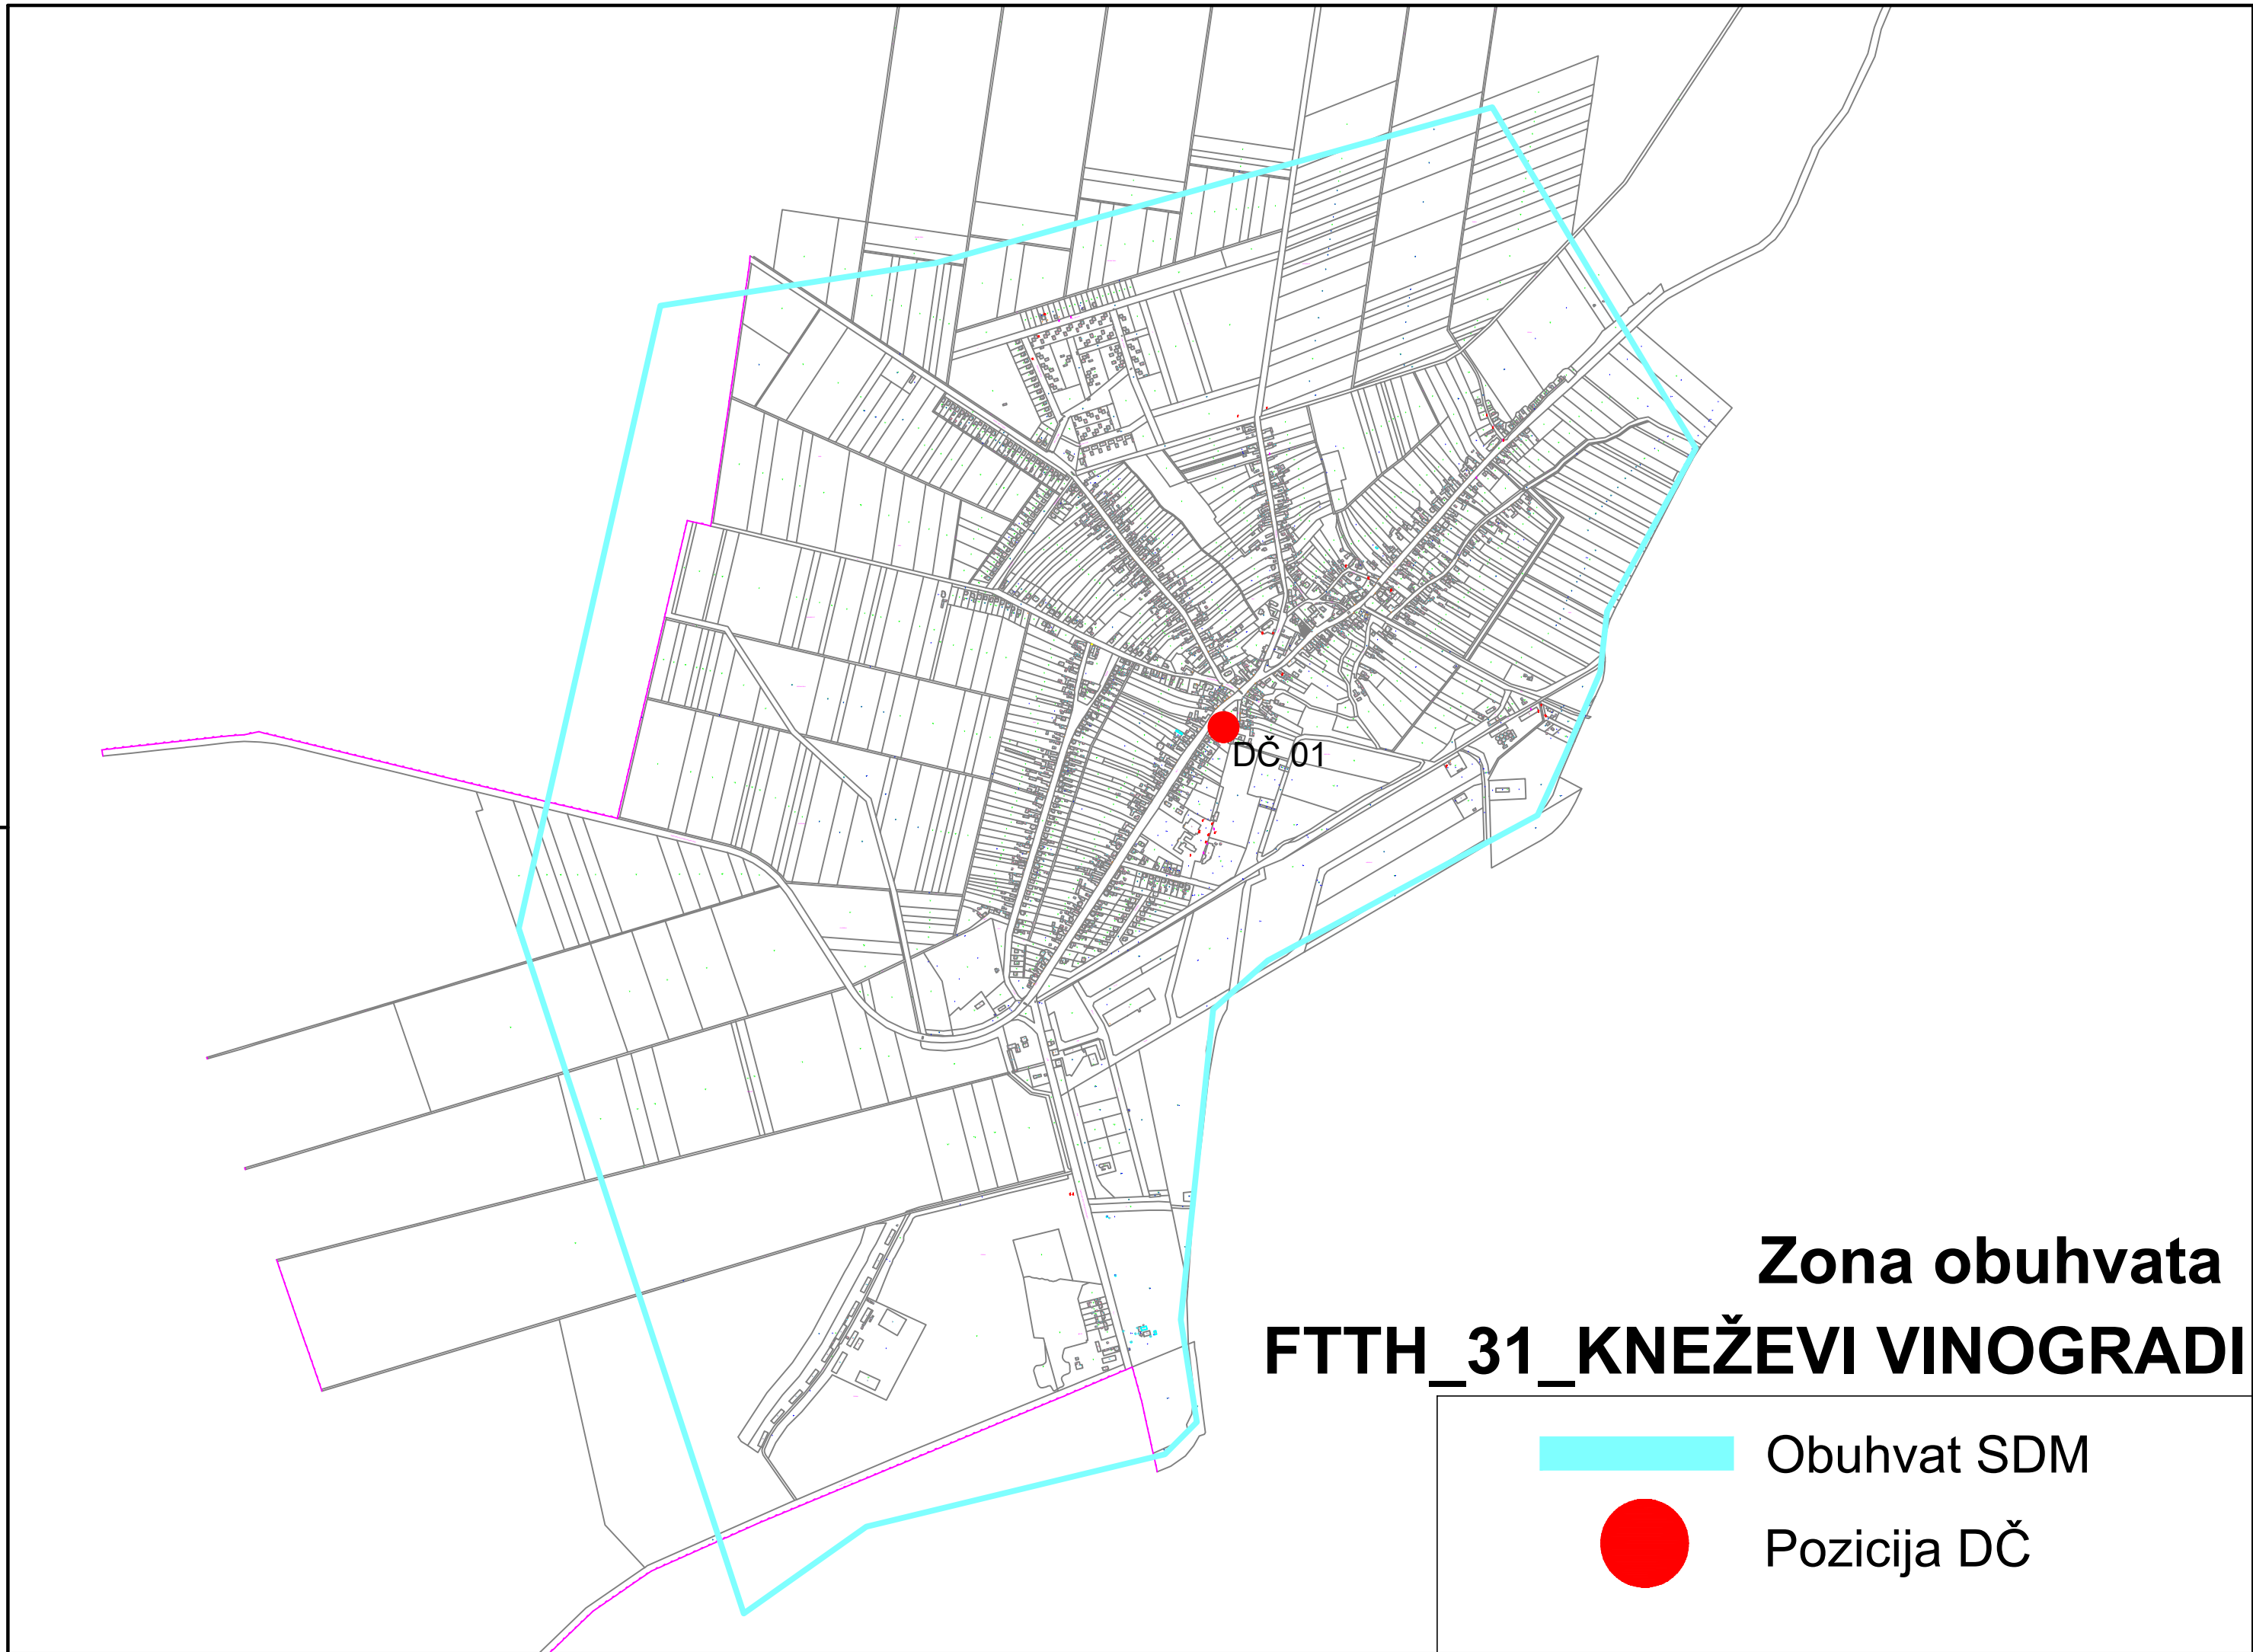 DČ 01
Zona obuhvata
FTTH_31_KNEŽEVI VINOGRADI
Obuhvat SDM
Pozicija DČ